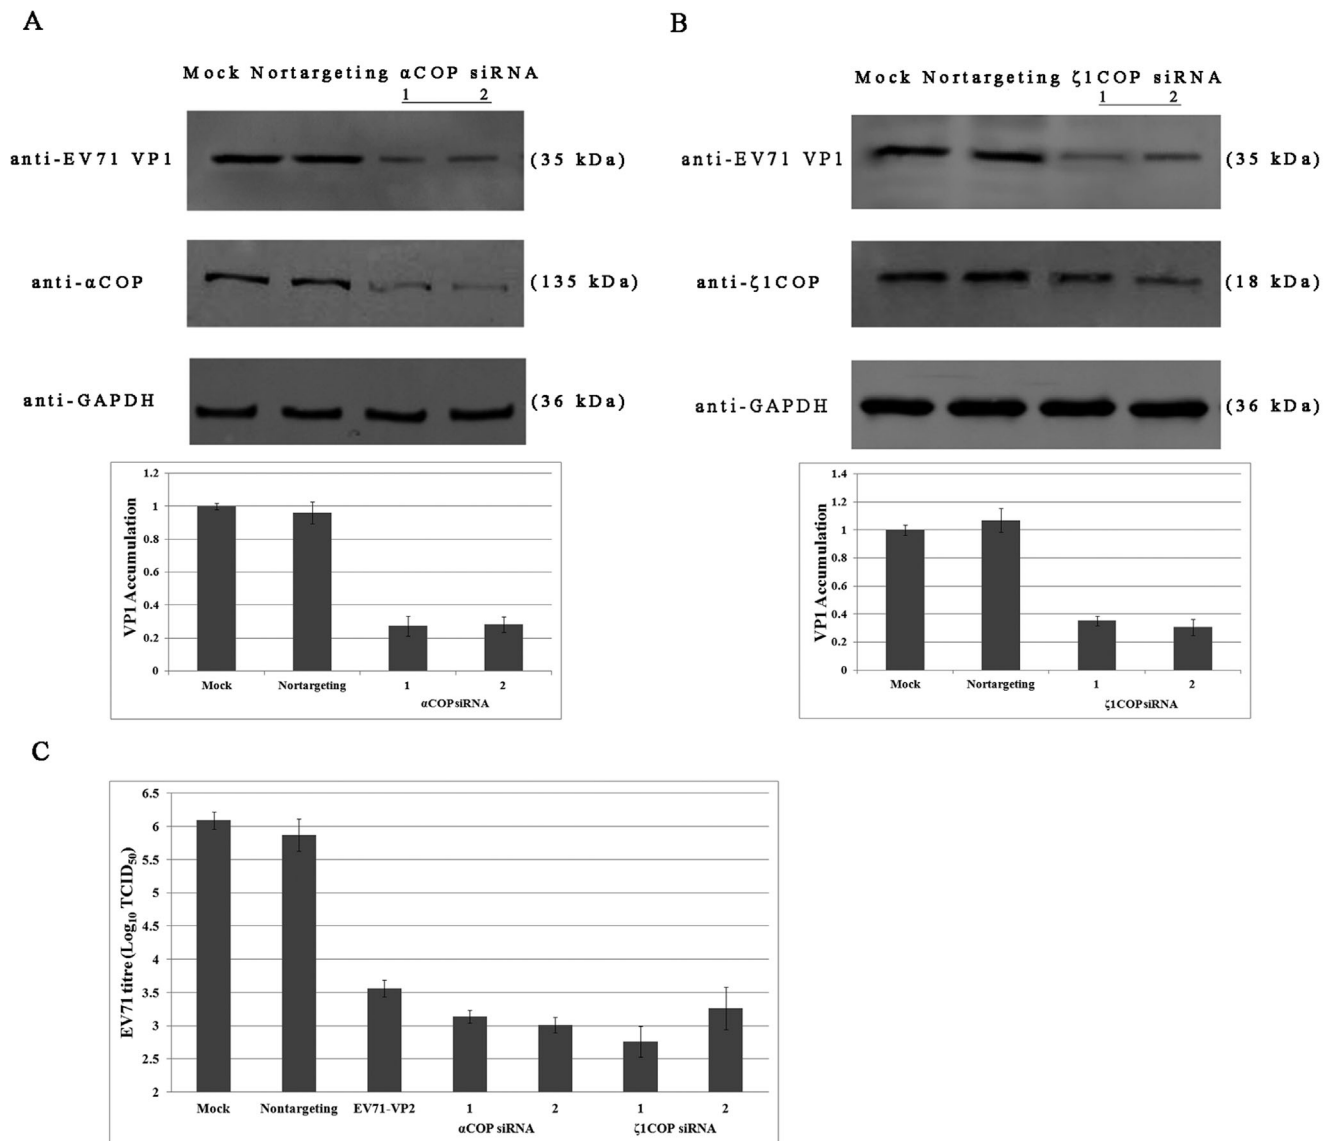 A
Mock Nortargeting αCOP siRNA
1 2
anti-EV71 VP1 (35 kDa)
anti-αCOP (135 kDa)
anti-GAPDH (36 kDa)
1.2
1
0.8
0.6
0.4
0.2
0
VP1 Accumulation
Mock Nortargeting 1 2
αCOPsiRNA
B
Mock Nortargeting ζ1COP siRNA
1 2
anti-EV71 VP1 (35 kDa)
anti-ζ1COP (18 kDa)
anti-GAPDH (36 kDa)
1.4
1.2
1
0.8
0.6
0.4
0.2
0
VP1 Accumulation
Mock Nortargeting 1 2
ζ1COPsiRNA
C
6.5
6
5.5
5
4.5
4
3.5
3
2.5
2
EV71 titre (Log10 TCID50)
Mock Nontargeting EV71-VP2 1 2 1 2
αCOP siRNA ζ1COP siRNA